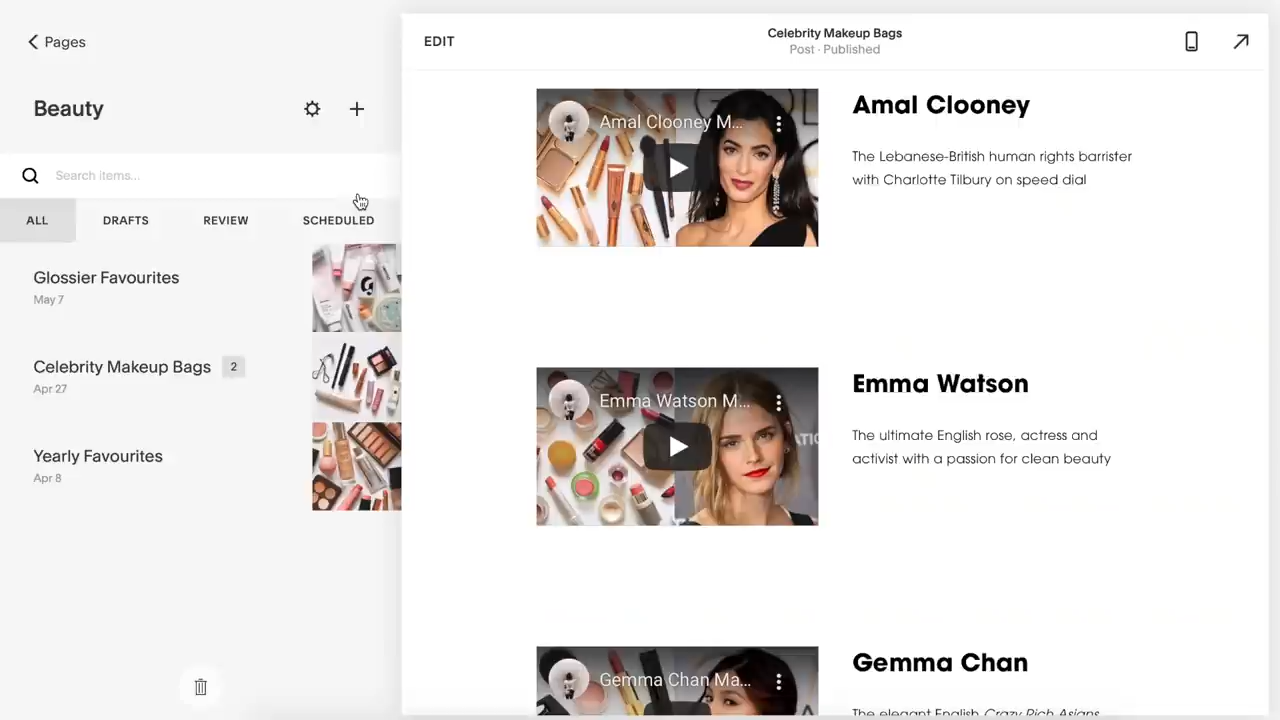 Pages
Beauty
Search items...
ALL
DRAFTS
REVIEW
SCHEDULED
Glossier Favourites
May 7
Celebrity Makeup Bags
2
Apr 27
Yearly Favourites
Apr 8
EDIT
Celebrity Makeup Bags
Post · Published
Amal Clooney M...
Amal Clooney
The Lebanese-British human rights barrister
with Charlotte Tilbury on speed dial
Emma Watson M...
Emma Watson
The ultimate English rose, actress and
activist with a passion for clean beauty
Gemma Chan Ma...
Gemma Chan
The elegant English Crazy Rich Asians